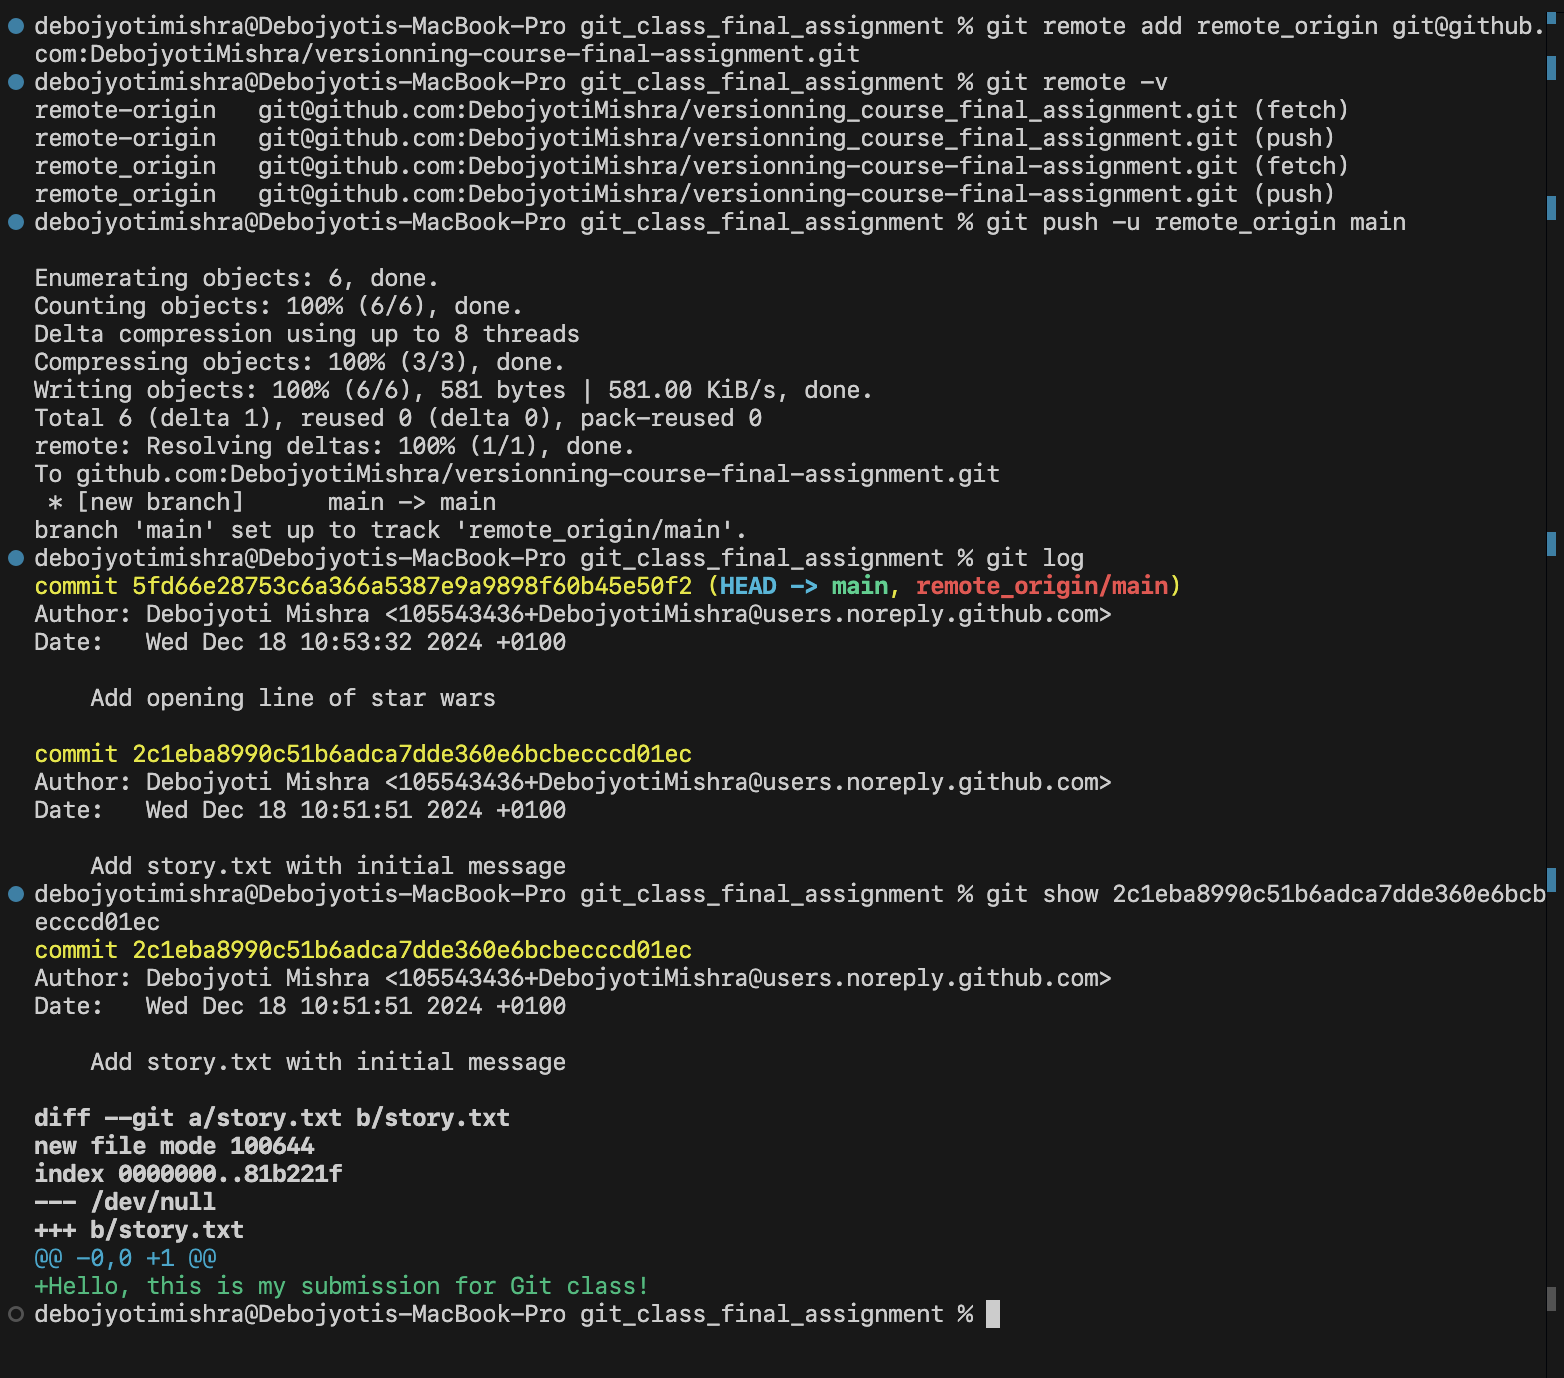 debojyotimishra@Debojyotis-MacBook-Pro git_class_final_assignment % git remote add remote_origin git@github.
com:DebojyotiMishra/versionning-course-final-assignment.git
debojyotimishra@Debojyotis-MacBook-Pro git_class_final_assignment % git remote -v
remote-origin   git@github.com:DebojyotiMishra/versionning_course_final_assignment.git (fetch)
remote-origin   git@github.com:DebojyotiMishra/versionning_course_final_assignment.git (push)
remote_origin   git@github.com:DebojyotiMishra/versionning-course-final-assignment.git (fetch)
remote_origin   git@github.com:DebojyotiMishra/versionning-course-final-assignment.git (push)
debojyotimishra@Debojyotis-MacBook-Pro git_class_final_assignment % git push -u remote_origin main
Enumerating objects: 6, done.
Counting objects: 100% (6/6), done.
Delta compression using up to 8 threads
Compressing objects: 100% (3/3), done.
Writing objects: 100% (6/6), 581 bytes | 581.00 KiB/s, done.
Total 6 (delta 1), reused 0 (delta 0), pack-reused 0
remote: Resolving deltas: 100% (1/1), done.
To github.com:DebojyotiMishra/versionning-course-final-assignment.git
 * [new branch]      main -> main
branch 'main' set up to track 'remote_origin/main'.
debojyotimishra@Debojyotis-MacBook-Pro git_class_final_assignment % git log
commit 5fd66e28753c6a366a5387e9a9898f60b45e50f2 (HEAD -> main, remote_origin/main)
Author: Debojyoti Mishra <105543436+DebojyotiMishra@users.noreply.github.com>
Date:   Wed Dec 18 10:53:32 2024 +0100
    Add opening line of star wars
commit 2c1eba8990c51b6adca7dde360e6bcbecccd01ec
Author: Debojyoti Mishra <105543436+DebojyotiMishra@users.noreply.github.com>
Date:   Wed Dec 18 10:51:51 2024 +0100
    Add story.txt with initial message
debojyotimishra@Debojyotis-MacBook-Pro git_class_final_assignment % git show 2c1eba8990c51b6adca7dde360e6bcb
ecccd01ec
commit 2c1eba8990c51b6adca7dde360e6bcbecccd01ec
Author: Debojyoti Mishra <105543436+DebojyotiMishra@users.noreply.github.com>
Date:   Wed Dec 18 10:51:51 2024 +0100
    Add story.txt with initial message
diff --git a/story.txt b/story.txt
new file mode 100644
index 0000000..81b221f
--- /dev/null
+++ b/story.txt
@@ -0,0 +1 @@
+Hello, this is my submission for Git class!
debojyotimishra@Debojyotis-MacBook-Pro git_class_final_assignment %